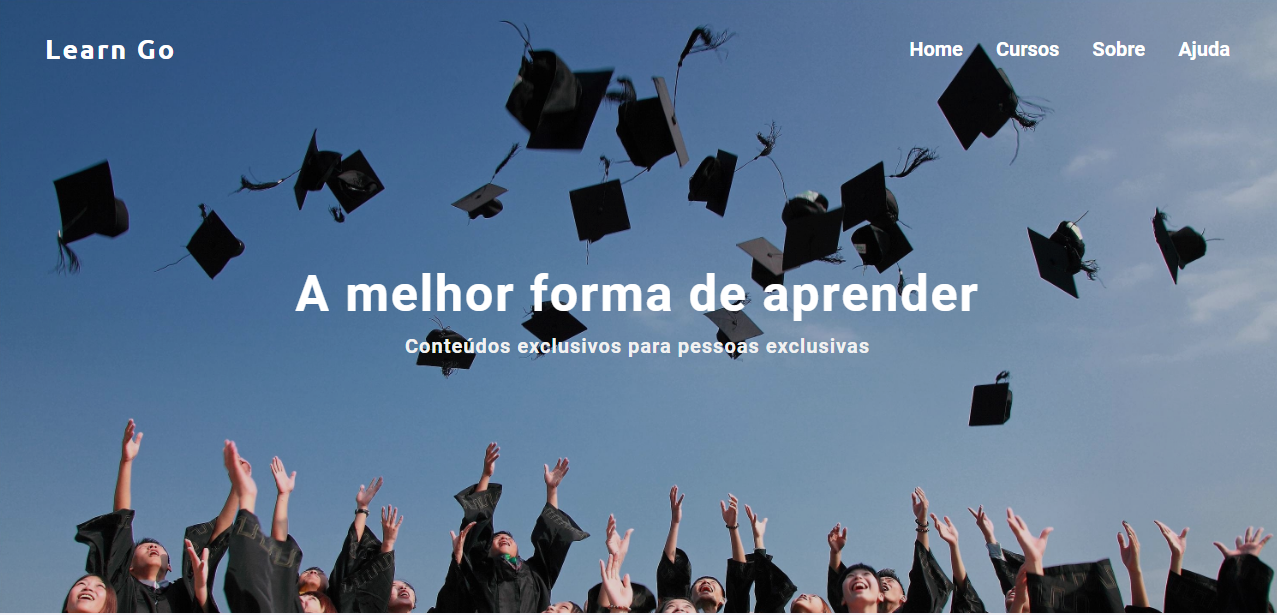 Learn Go
Home Cursos Sobre Ajuda
A melhor forma de aprender
Conteúdos exclusivos para pessoas exclusivas